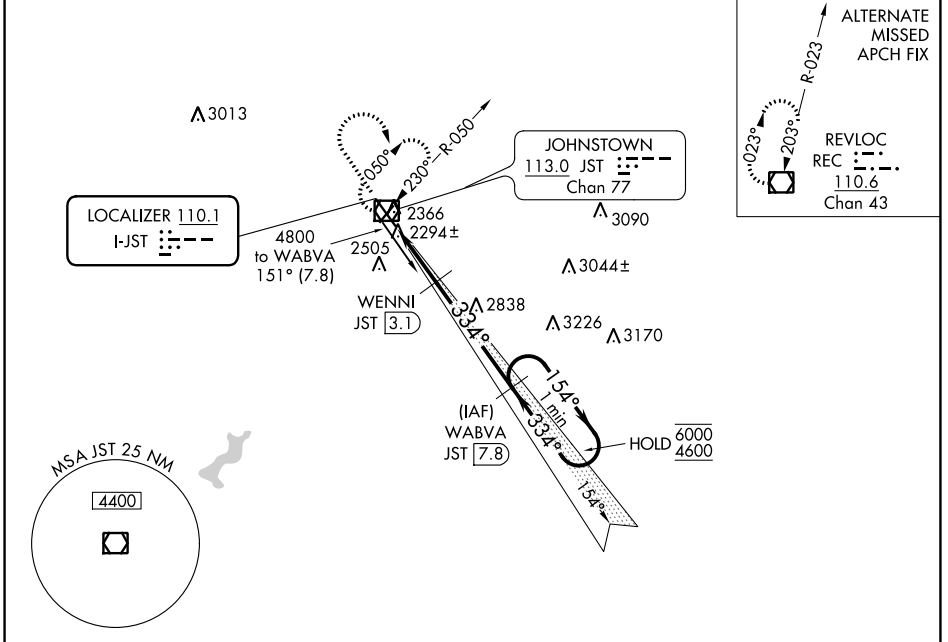 ALTERNATE
MISSED
APCH FIX
R-023
023°
203°
REVLOC
REC
110.6
Chan 43
3013
050°
230°
R-050
JOHNSTOWN
113.0 JST
Chan 77
LOCALIZER 110.1
I-JST
2366
2294±
3090
4800
to WABVA
151° (7.8)
2505
3044±
WENNI
JST 3.1
2838
334°
3226
3170
154°
1 min
334°
(IAF)
WABVA
JST 7.8
HOLD
6000
4600
154°
MSA JST 25 NM
4400